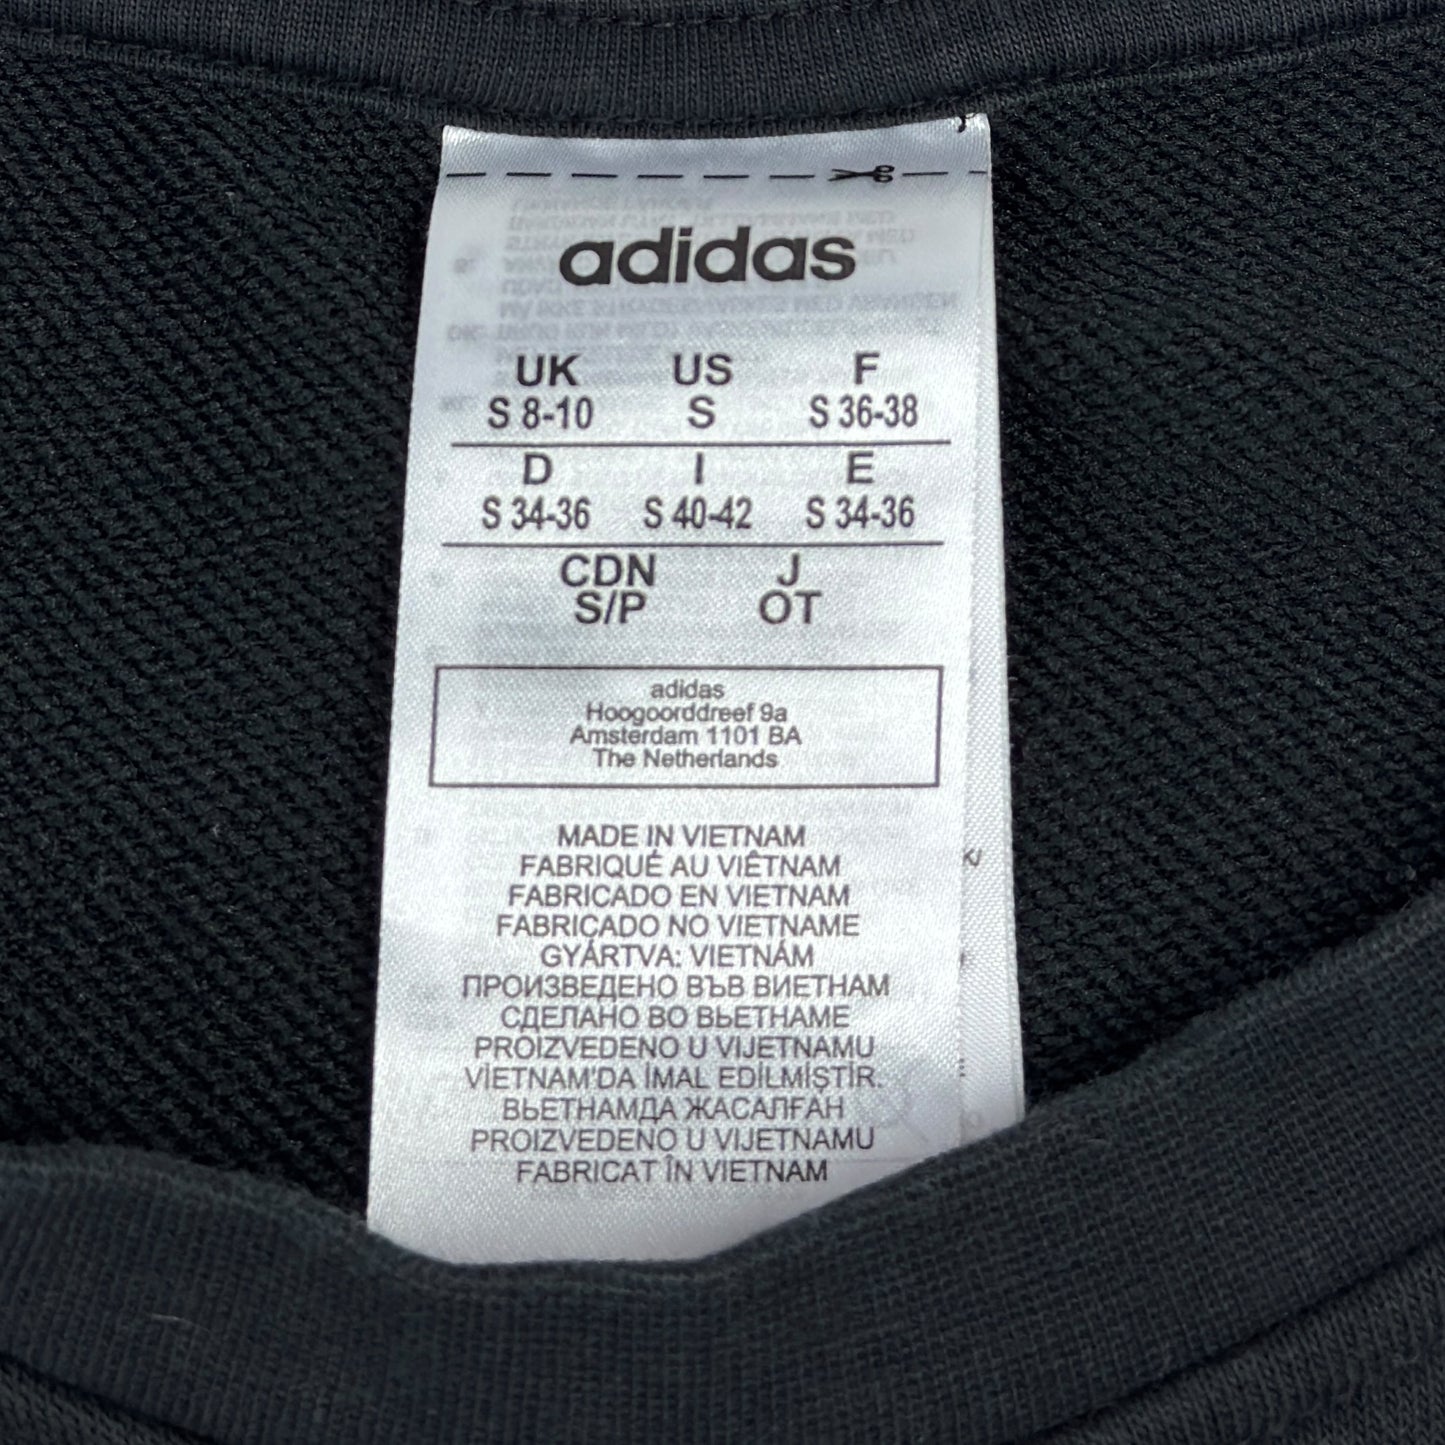 adidas
UK US F
S 8-10 S S 36-38
D I E
S 34-36 S 40-42 S 34-36
CDN J
S/P OT
adidas
Hoogoorddreef 9a
Amsterdam 1101 BA
The Netherlands
MADE IN VIETNAM
FABRIQUÉ AU VIÊTNAM
FABRICADO EN VIETNAM
FABRICADO NO VIETNAME
GYÁRTVA: VIETNÁM
ПРОИЗВЕДЕНО ВЪВ ВИЕТНАМ
СДЕЛАНО ВО ВЬЕТНАМЕ
PROIZVEDENO U VIJETNAMU
VİETNAM'DA İMAL EDİLMİŞTİR.
ВЬЕТНАМДА ЖАСАЛҒАН
PROIZVEDENO U VIJETNAMU
FABRICAT ÎN VIETNAM